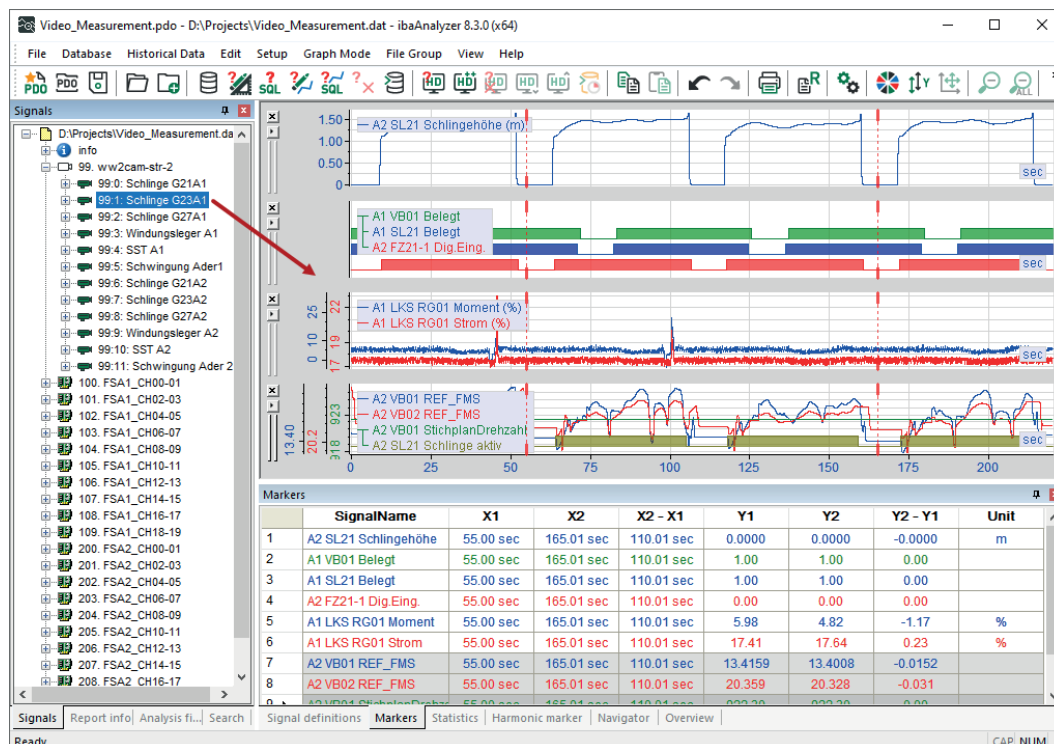 Video_Measurement.pdo - D:\Projects\Video_Measurement.dat - ibaAnalyzer 8.3.0 (x64)
File Database Historical Data Edit Setup Graph Mode File Group View Help
PDO PDO SQL SQL HD HD HD HD HD R Y ALL
Signals
D:\Projects\Video_Measurement.da
info
99. ww2cam-str-2
99:0: Schlinge G21A1
99:1: Schlinge G23A1
99:2: Schlinge G27A1
99:3: Windungsleger A1
99:4: SST A1
99:5: Schwingung Ader1
99:6: Schlinge G21A2
99:7: Schlinge G23A2
99:8: Schlinge G27A2
99:9: Windungsleger A2
99:10: SST A2
99:11: Schwingung Ader 2
100. FSA1_CH00-01
101. FSA1_CH02-03
102. FSA1_CH04-05
103. FSA1_CH06-07
104. FSA1_CH08-09
105. FSA1_CH10-11
106. FSA1_CH12-13
107. FSA1_CH14-15
108. FSA1_CH16-17
109. FSA1_CH18-19
200. FSA2_CH00-01
201. FSA2_CH02-03
202. FSA2_CH04-05
203. FSA2_CH06-07
204. FSA2_CH08-09
205. FSA2_CH10-11
206. FSA2_CH12-13
207. FSA2_CH14-15
208. FSA2_CH16-17
Signals Report info Analysis fi... Search
1.50
1.00
0.50
0
A2 SL21 Schlingehöhe (m)
sec
A1 VB01 Belegt
A1 SL21 Belegt
A2 FZ21-1 Dig.Eing.
sec
0 10 25
17 19 22
A1 LKS RG01 Moment (%)
A1 LKS RG01 Strom (%)
sec
13.40
20.2
918 923
A2 VB01 REF_FMS
A2 VB02 REF_FMS
A2 VB01 StichplanDrehzahl
A2 SL21 Schlinge aktiv
sec
0 25 50 75 100 125 150 175 200
Markers
SignalName X1 X2 X2 - X1 Y1 Y2 Y2 - Y1 Unit
1 A2 SL21 Schlingehöhe 55.00 sec 165.01 sec 110.01 sec 0.0000 0.0000 -0.0000 m
2 A1 VB01 Belegt 55.00 sec 165.01 sec 110.01 sec 1.00 1.00 0.00
3 A1 SL21 Belegt 55.00 sec 165.01 sec 110.01 sec 1.00 1.00 0.00
4 A2 FZ21-1 Dig.Eing. 55.00 sec 165.01 sec 110.01 sec 0.00 0.00 0.00
5 A1 LKS RG01 Moment 55.00 sec 165.01 sec 110.01 sec 5.98 4.82 -1.17 %
6 A1 LKS RG01 Strom 55.00 sec 165.01 sec 110.01 sec 17.41 17.64 0.23 %
7 A2 VB01 REF_FMS 55.00 sec 165.01 sec 110.01 sec 13.4159 13.4008 -0.0152
8 A2 VB02 REF_FMS 55.00 sec 165.01 sec 110.01 sec 20.359 20.328 -0.031
Signal definitions Markers Statistics Harmonic marker Navigator Overview
Ready
CAP NUM